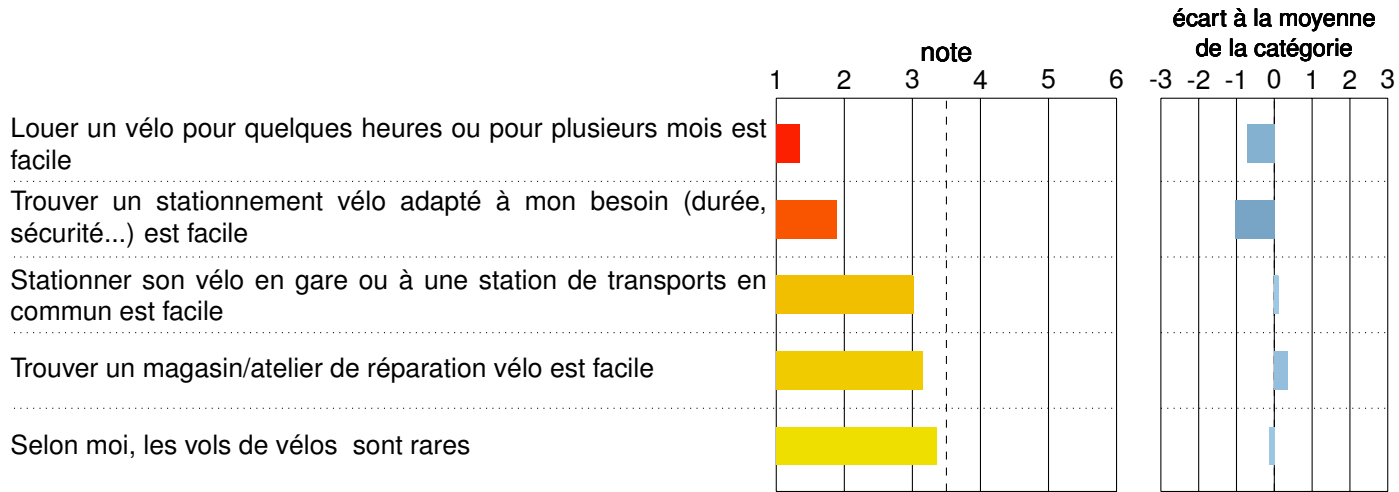 écart à la moyenne
de la catégorie
note
1 2 3 4 5 6
-3 -2 -1 0 1 2 3
Louer un vélo pour quelques heures ou pour plusieurs mois est
facile
Trouver un stationnement vélo adapté à mon besoin (durée,
sécurité...) est facile
Stationner son vélo en gare ou à une station de transports en
commun est facile
Trouver un magasin/atelier de réparation vélo est facile
Selon moi, les vols de vélos sont rares